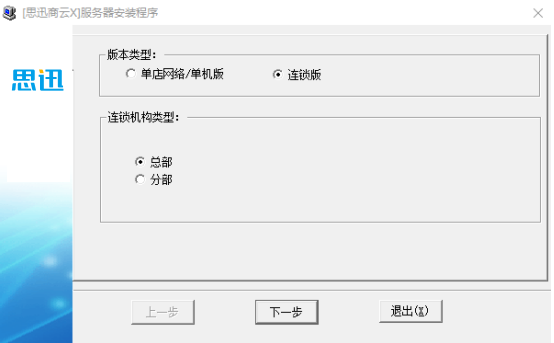 [思迅商云X]服务器安装程序
思迅
版本类型：
单店网络/单机版
连锁版
连锁机构类型：
总部
分部
上一步
下一步
退出(X)